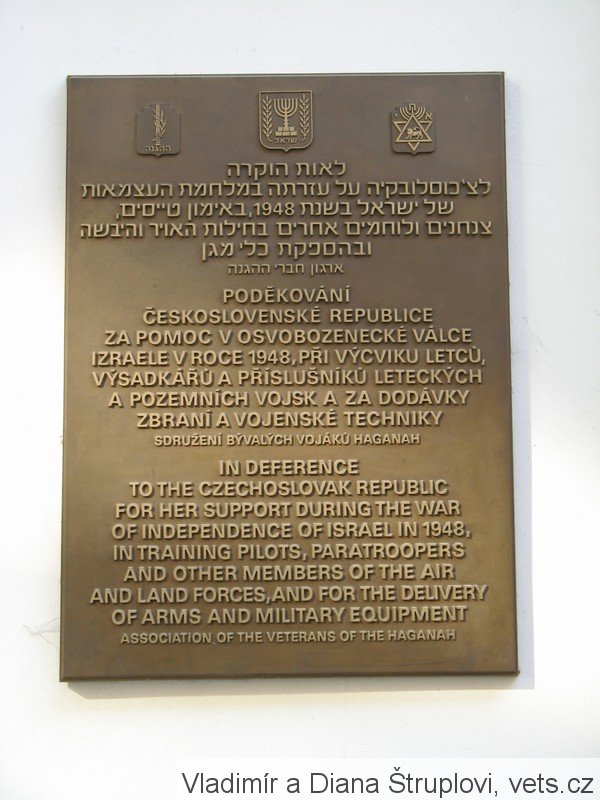 ההגנה
ישראל
לאות הוקרה
לצ'כוסלובקיה על עזרתה במלחמת העצמאות
של ישראל בשנת 1948, באימון טייסים,
צנחנים ולוחמים אחרים בחילות האויר והיבשה
ובהספקת כלי מגן
ארגון חברי ההגנה
PODĚKOVÁNÍ
ČESKOSLOVENSKÉ REPUBLICE
ZA POMOC V OSVOBOZENECKÉ VÁLCE
IZRAELE V ROCE 1948, PŘI VÝCVIKU LETCŮ,
VÝSADKÁŘŮ A PŘÍSLUŠNÍKŮ LETECKÝCH
A POZEMNÍCH VOJSK A ZA DODÁVKY
ZBRANÍ A VOJENSKÉ TECHNIKY
SDRUŽENÍ BÝVALÝCH VOJÁKŮ HAGANAH
IN DEFERENCE
TO THE CZECHOSLOVAK REPUBLIC
FOR HER SUPPORT DURING THE WAR
OF INDEPENDENCE OF ISRAEL IN 1948,
IN TRAINING PILOTS, PARATROOPERS
AND OTHER MEMBERS OF THE AIR
AND LAND FORCES, AND FOR THE DELIVERY
OF ARMS AND MILITARY EQUIPMENT
ASSOCIATION OF THE VETERANS OF THE HAGANAH
Vladimír a Diana Štruplovi, vets.cz